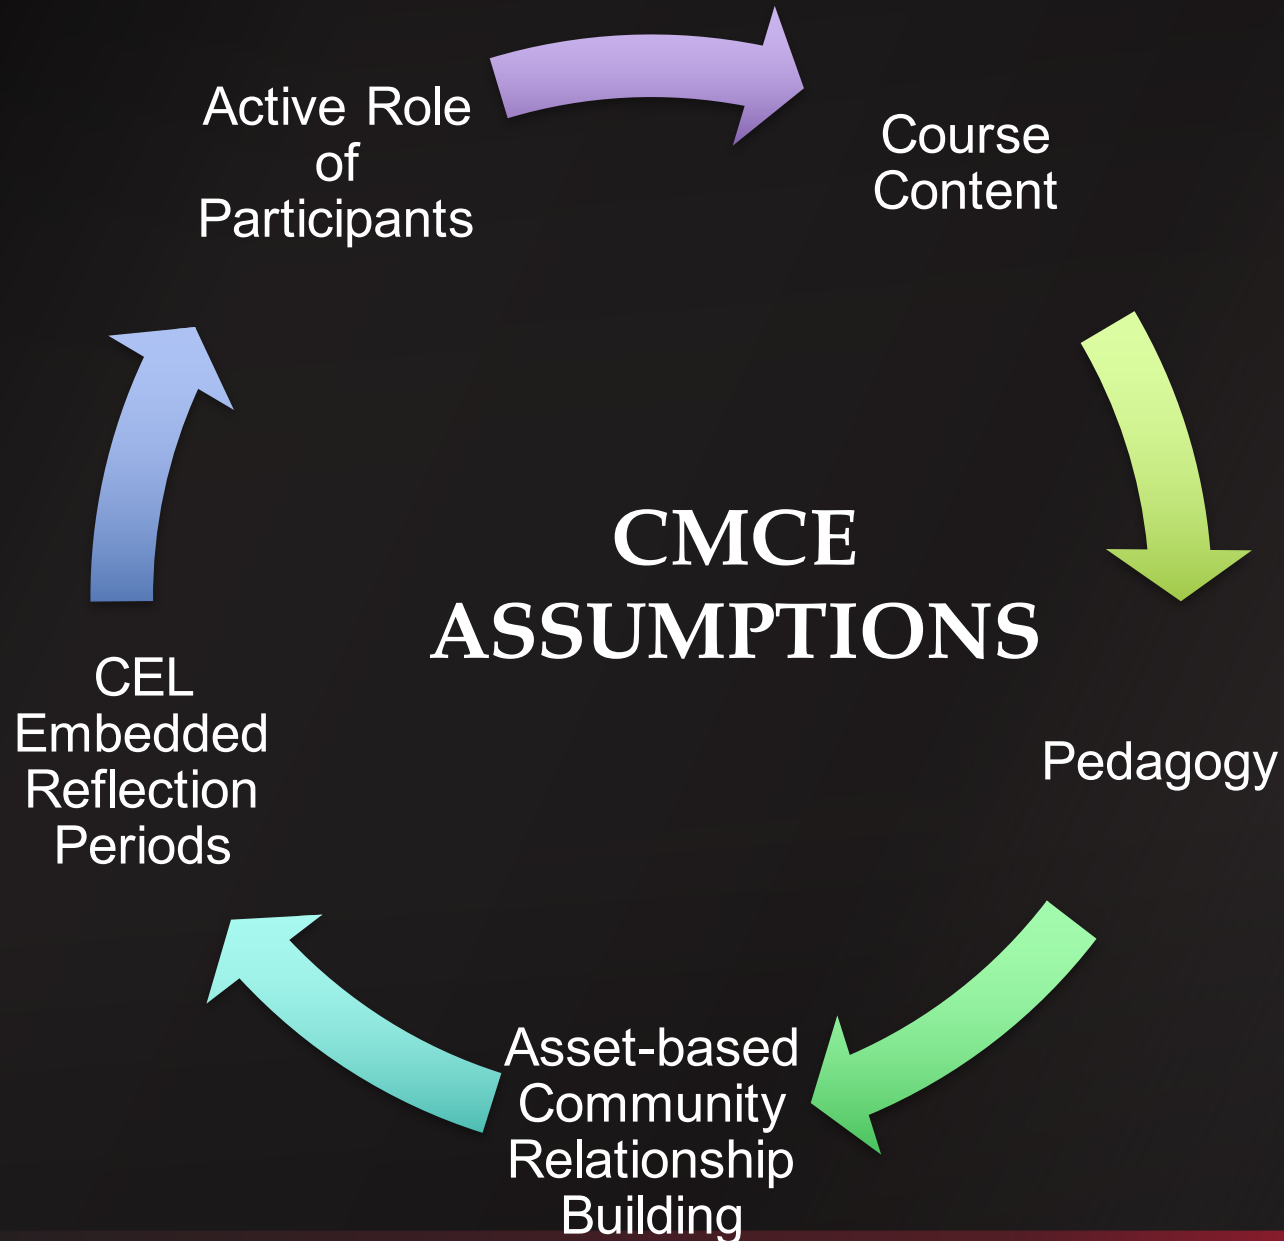 Active Role
of
Participants
Course
Content
CMCE
ASSUMPTIONS
Pedagogy
Asset-based
Community
Relationship
Building
CEL
Embedded
Reflection
Periods